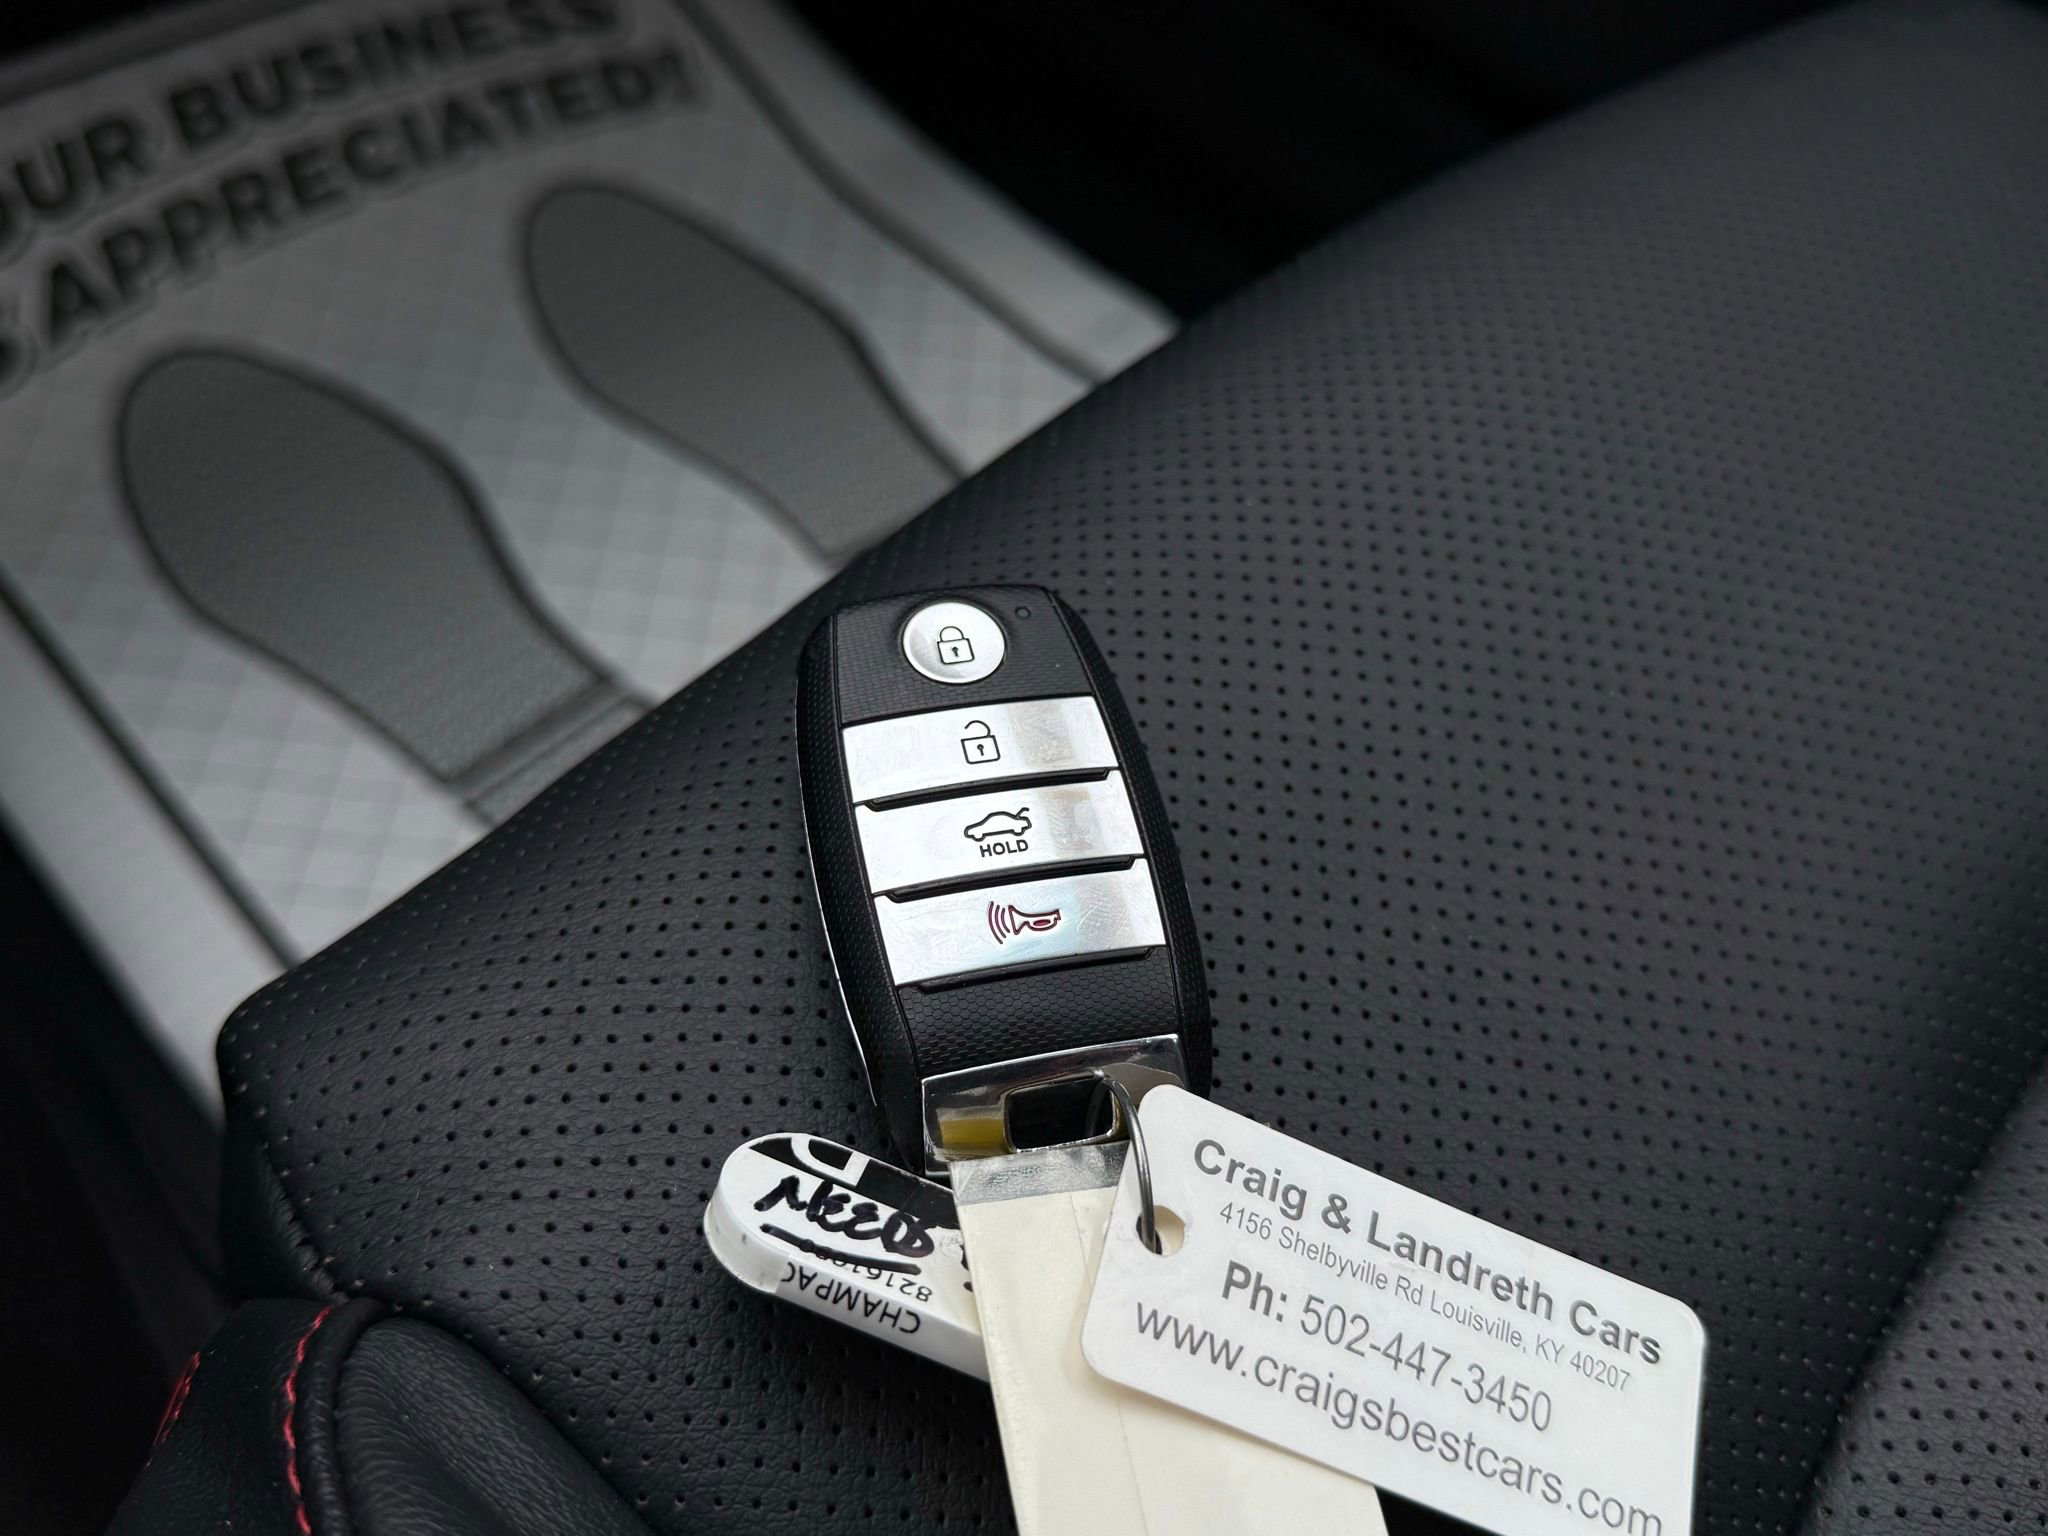 OUR BUSINESS
S APPRECIATED!
HOLD
NEEDS
CHAMPAC
Craig & Landreth Cars
4156 Shelbyville Rd Louisville, KY 40207
Ph: 502-447-3450
www.craigsbestcars.com